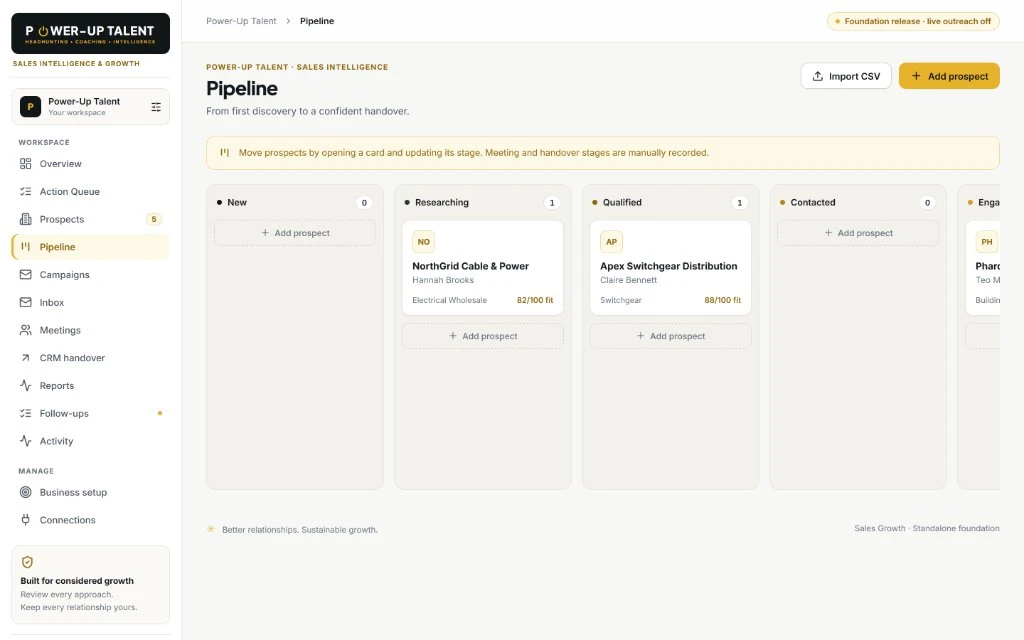 POWER-UP TALENT
HEADHUNTING • COACHING • INTELLIGENCE
SALES INTELLIGENCE & GROWTH
P
Power-Up Talent
Your workspace
WORKSPACE
Overview
Action Queue
Prospects 5
Pipeline
Campaigns
Inbox
Meetings
CRM handover
Reports
Follow-ups
Activity
MANAGE
Business setup
Connections
Built for considered growth
Review every approach.
Keep every relationship yours.
Power-Up Talent > Pipeline
Foundation release · live outreach off
POWER-UP TALENT · SALES INTELLIGENCE
Pipeline
From first discovery to a confident handover.
Import CSV
+ Add prospect
Move prospects by opening a card and updating its stage. Meeting and handover stages are manually recorded.
New 0
+ Add prospect
Researching 1
NO
NorthGrid Cable & Power
Hannah Brooks
Electrical Wholesale 82/100 fit
+ Add prospect
Qualified 1
AP
Apex Switchgear Distribution
Claire Bennett
Switchgear 88/100 fit
+ Add prospect
Contacted 0
+ Add prospect
Enga
PH
Pharo
Teo M
Buildin
Better relationships. Sustainable growth.
Sales Growth · Standalone foundation